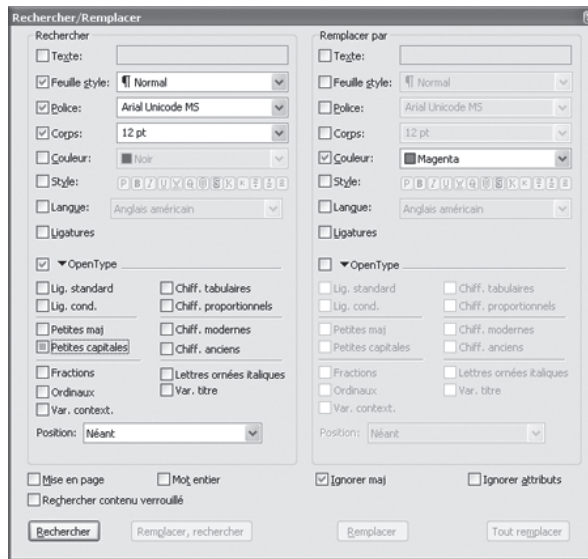 Rechercher/Remplacer
Rechercher
Texte:
Feuille style: ¶ Normal
Police: Arial Unicode MS
Corps: 12 pt
Couleur: Noir
Style:
Langue: Anglais américain
Ligatures
OpenType
Lig. standard Chiff. tabulaires
Lig. cond. Chiff. proportionnels
Petites maj Chiff. modernes
Petites capitales Chiff. anciens
Fractions Lettres ornées italiques
Ordinaux Var. titre
Var. context.
Position: Néant
Remplacer par
Texte:
Feuille style: ¶ Normal
Police: Arial Unicode MS
Corps: 12 pt
Couleur: Magenta
Style:
Langue: Anglais américain
Ligatures
OpenType
Lig. standard Chiff. tabulaires
Lig. cond. Chiff. proportionnels
Petites maj Chiff. modernes
Petites capitales Chiff. anciens
Fractions Lettres ornées italiques
Ordinaux Var. titre
Var. context.
Position: Néant
Mise en page Mot entier Ignorer maj Ignorer attributs
Rechercher contenu verrouillé
Rechercher Remplacer, rechercher Remplacer Tout remplacer